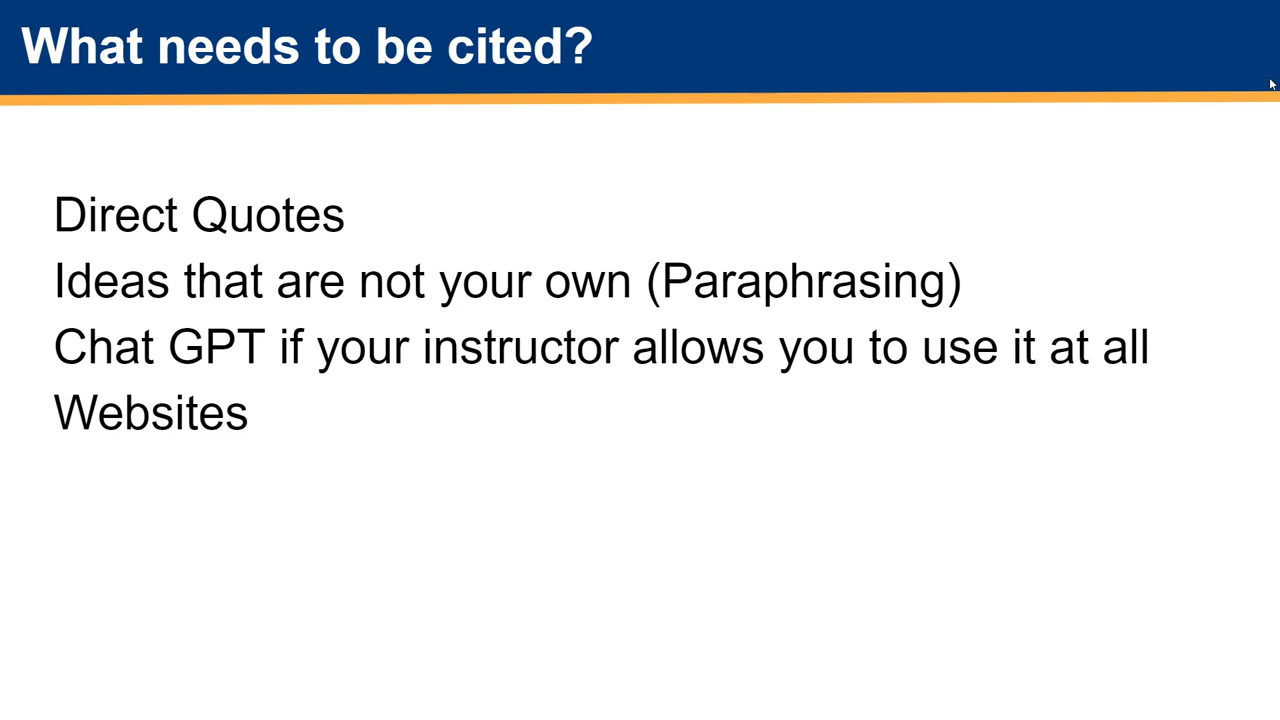 What needs to be cited?
Direct Quotes
Ideas that are not your own (Paraphrasing)
Chat GPT if your instructor allows you to use it at all
Websites